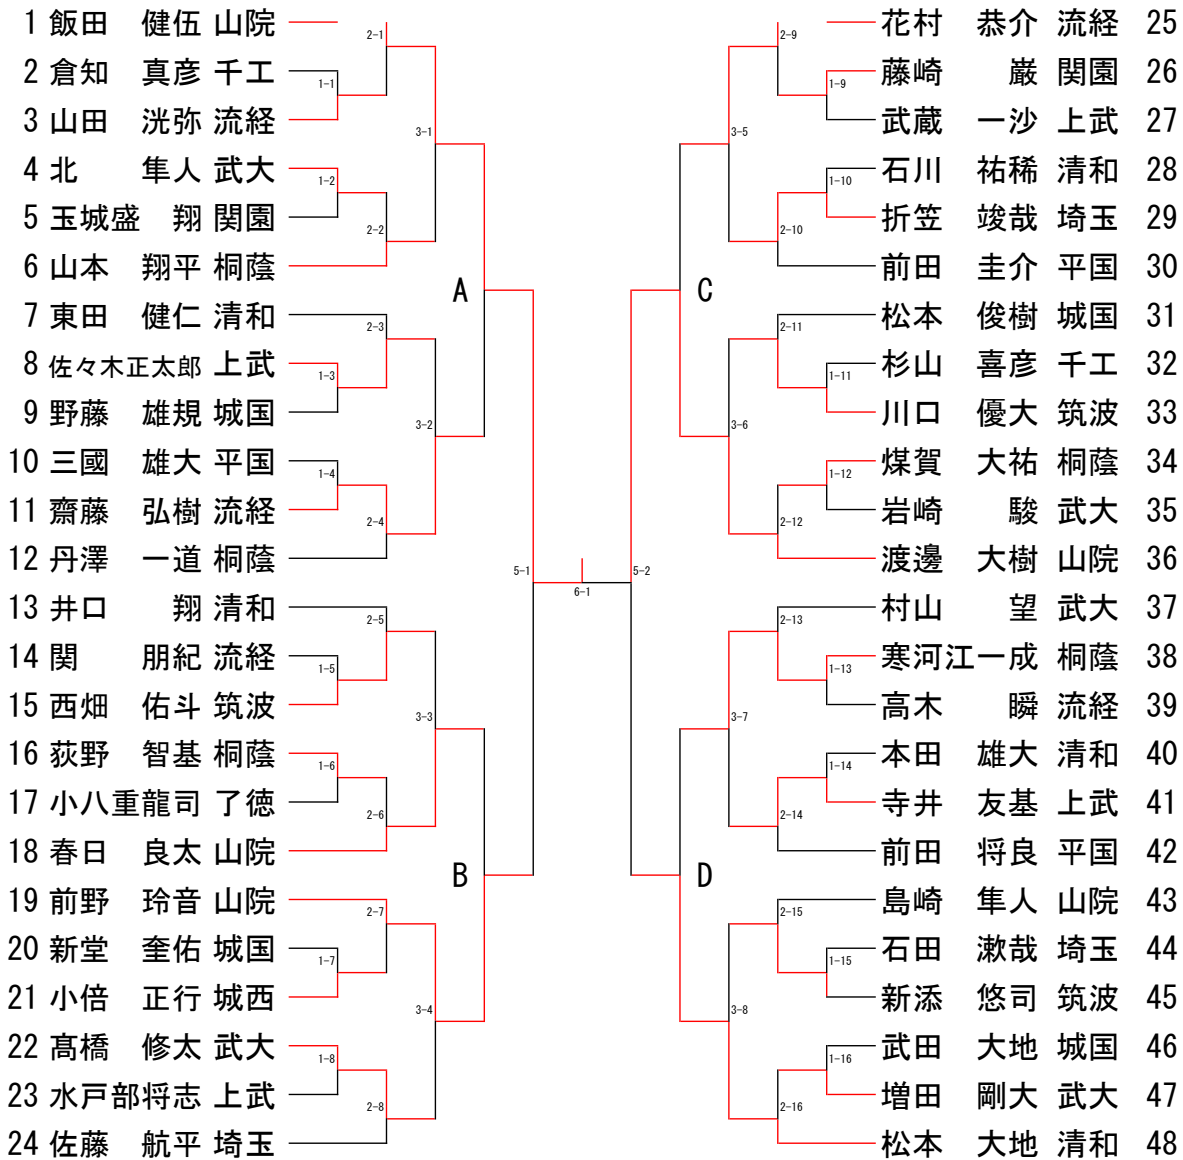 1 飯田 健伍 山院
2 倉知 真彦 千工
3 山田 洸弥 流経
4 北 隼人 武大
5 玉城盛 翔 関園
6 山本 翔平 桐蔭
7 東田 健仁 清和
8 佐々木正太郎 上武
9 野藤 雄規 城国
10 三國 雄大 平国
11 齋藤 弘樹 流経
12 丹澤 一道 桐蔭
13 井口 翔 清和
14 関 朋紀 流経
15 西畑 佑斗 筑波
16 荻野 智基 桐蔭
17 小八重龍司 了徳
18 春日 良太 山院
19 前野 玲音 山院
20 新堂 奎佑 城国
21 小倍 正行 城西
22 髙橋 修太 武大
23 水戸部将志 上武
24 佐藤 航平 埼玉
1-1
1-2
1-3
1-4
1-5
1-6
1-7
1-8
2-1
2-2
2-3
2-4
2-5
2-6
2-7
2-8
3-1
3-2
3-3
3-4
A
B
5-1
6-1
5-2
C
D
3-5
3-6
3-7
3-8
2-9
2-10
2-11
2-12
2-13
2-14
2-15
2-16
1-9
1-10
1-11
1-12
1-13
1-14
1-15
1-16
花村 恭介 流経 25
藤崎 巌 関園 26
武蔵 一沙 上武 27
石川 祐稀 清和 28
折笠 竣哉 埼玉 29
前田 圭介 平国 30
松本 俊樹 城国 31
杉山 喜彦 千工 32
川口 優大 筑波 33
煤賀 大祐 桐蔭 34
岩崎 駿 武大 35
渡邊 大樹 山院 36
村山 望 武大 37
寒河江一成 桐蔭 38
高木 瞬 流経 39
本田 雄大 清和 40
寺井 友基 上武 41
前田 将良 平国 42
島崎 隼人 山院 43
石田 漱哉 埼玉 44
新添 悠司 筑波 45
武田 大地 城国 46
増田 剛大 武大 47
松本 大地 清和 48